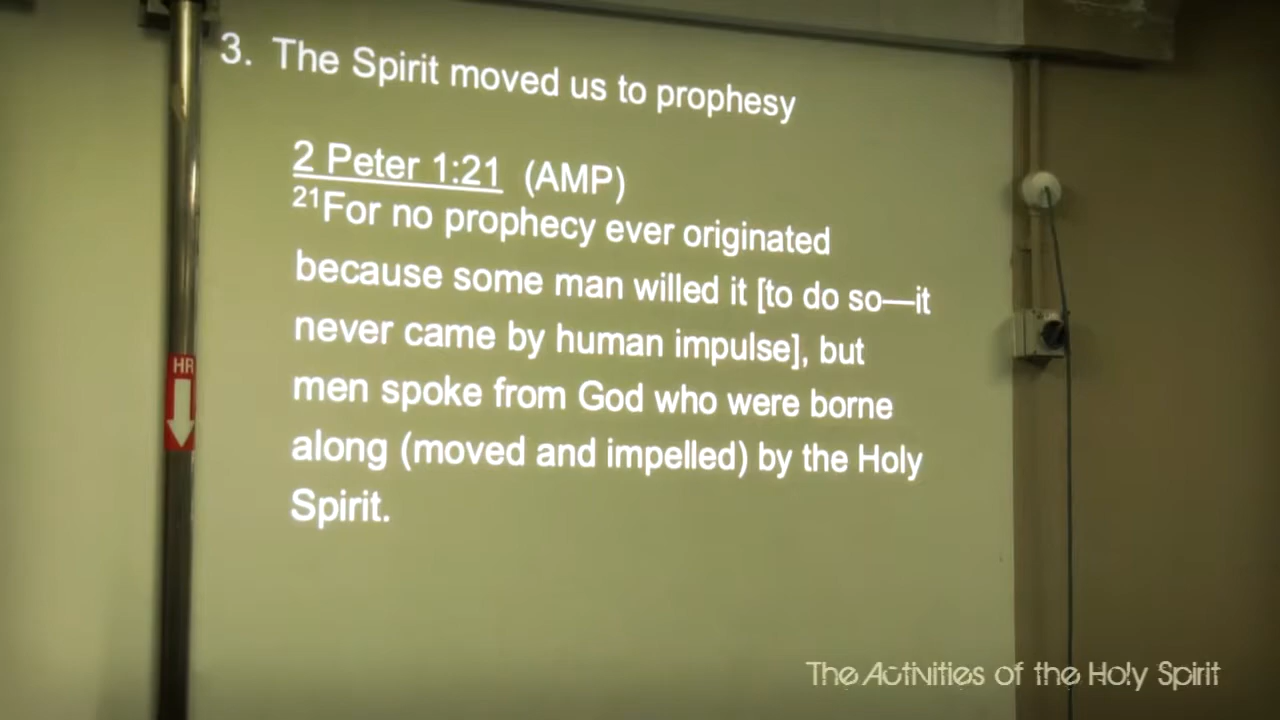 3. The Spirit moved us to prophesy
2 Peter 1:21 (AMP)
21For no prophecy ever originated
because some man willed it [to do so—it
never came by human impulse], but
men spoke from God who were borne
along (moved and impelled) by the Holy
Spirit.
HR
The Activities of the Holy Spirit